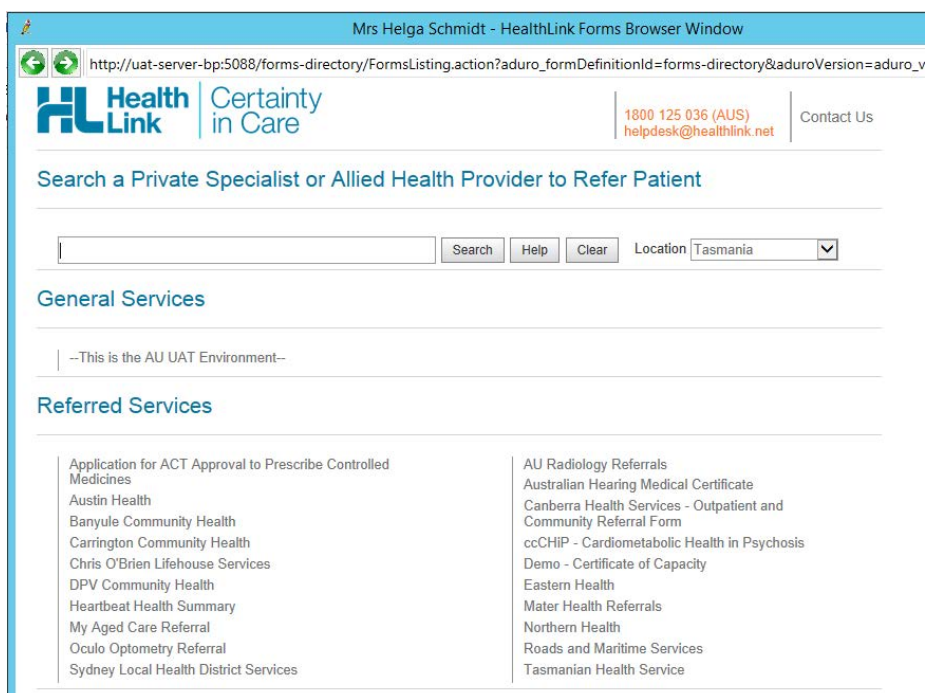 Mrs Helga Schmidt - HealthLink Forms Browser Window
http://uat-server-bp:5088/forms-directory/FormsListing.action?aduro_formDefinitionId=forms-directory&aduroVersion=aduro_v
HL Health Link
Certainty in Care
1800 125 036 (AUS)
helpdesk@healthlink.net
Contact Us
Search a Private Specialist or Allied Health Provider to Refer Patient
Search Help Clear Location Tasmania
General Services
--This is the AU UAT Environment--
Referred Services
Application for ACT Approval to Prescribe Controlled
Medicines
Austin Health
Banyule Community Health
Carrington Community Health
Chris O'Brien Lifehouse Services
DPV Community Health
Heartbeat Health Summary
My Aged Care Referral
Oculo Optometry Referral
Sydney Local Health District Services
AU Radiology Referrals
Australian Hearing Medical Certificate
Canberra Health Services - Outpatient and
Community Referral Form
ccCHiP - Cardiometabolic Health in Psychosis
Demo - Certificate of Capacity
Eastern Health
Mater Health Referrals
Northern Health
Roads and Maritime Services
Tasmanian Health Service